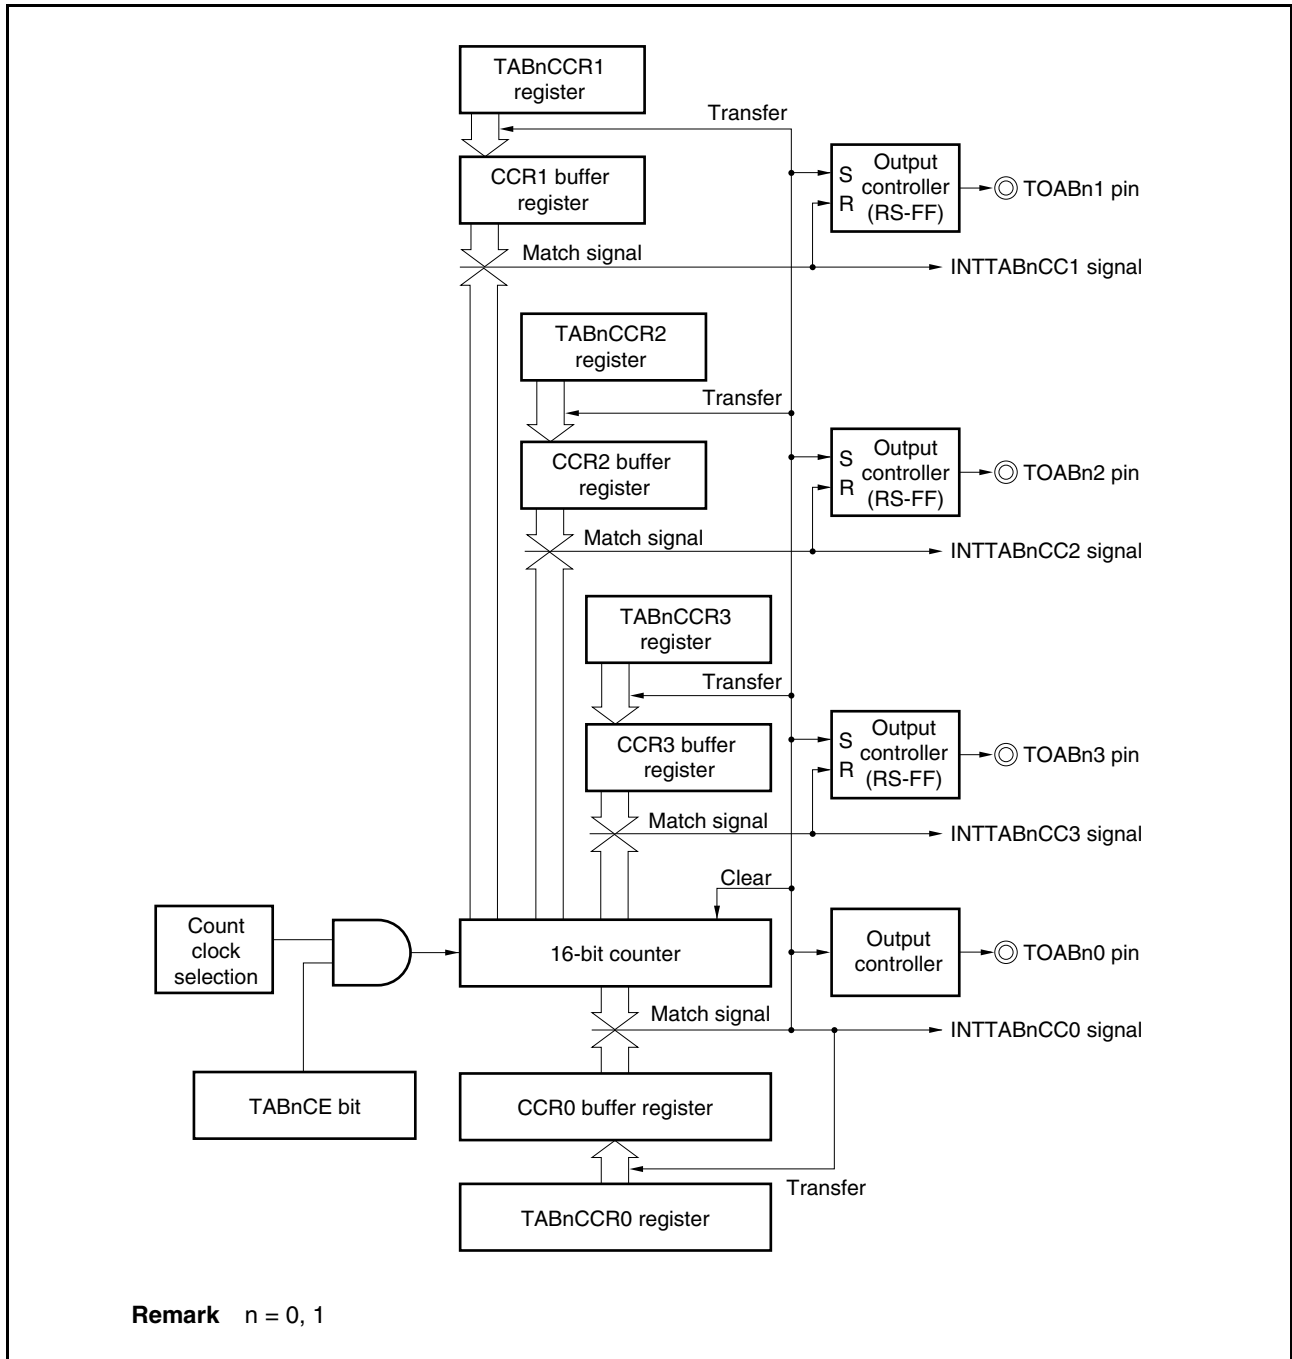 TABnCCR1
register
Transfer
CCR1 buffer
register
S
R
Output
controller
(RS-FF)
TOABn1 pin
Match signal
INTTABnCC1 signal
TABnCCR2
register
Transfer
CCR2 buffer
register
S
R
Output
controller
(RS-FF)
TOABn2 pin
Match signal
INTTABnCC2 signal
TABnCCR3
register
Transfer
CCR3 buffer
register
S
R
Output
controller
(RS-FF)
TOABn3 pin
Match signal
INTTABnCC3 signal
Clear
Count
clock
selection
16-bit counter
Output
controller
TOABn0 pin
Match signal
INTTABnCC0 signal
TABnCE bit
CCR0 buffer register
Transfer
TABnCCR0 register
Remark n = 0, 1